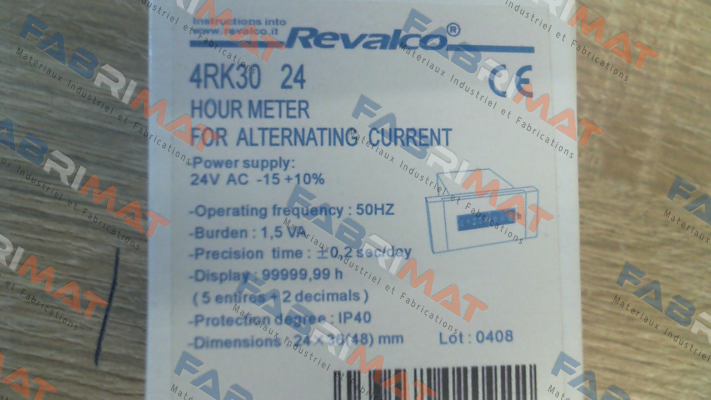 Instructions into
www.revalco.it
Revalco®
4RK30 24
CE
HOUR METER
FOR ALTERNATING CURRENT
-Power supply:
24V AC -15 +10%
-Operating frequency : 50HZ
-Burden : 1,5 VA
-Precision time : ±0,2 sec/day
-Display : 99999,99 h
( 5 entires + 2 decimals )
-Protection degree : IP40
-Dimensions : 24×36(48) mm
Lot : 0408
FABRIMAT
Materiaux Industriel et Fabrications